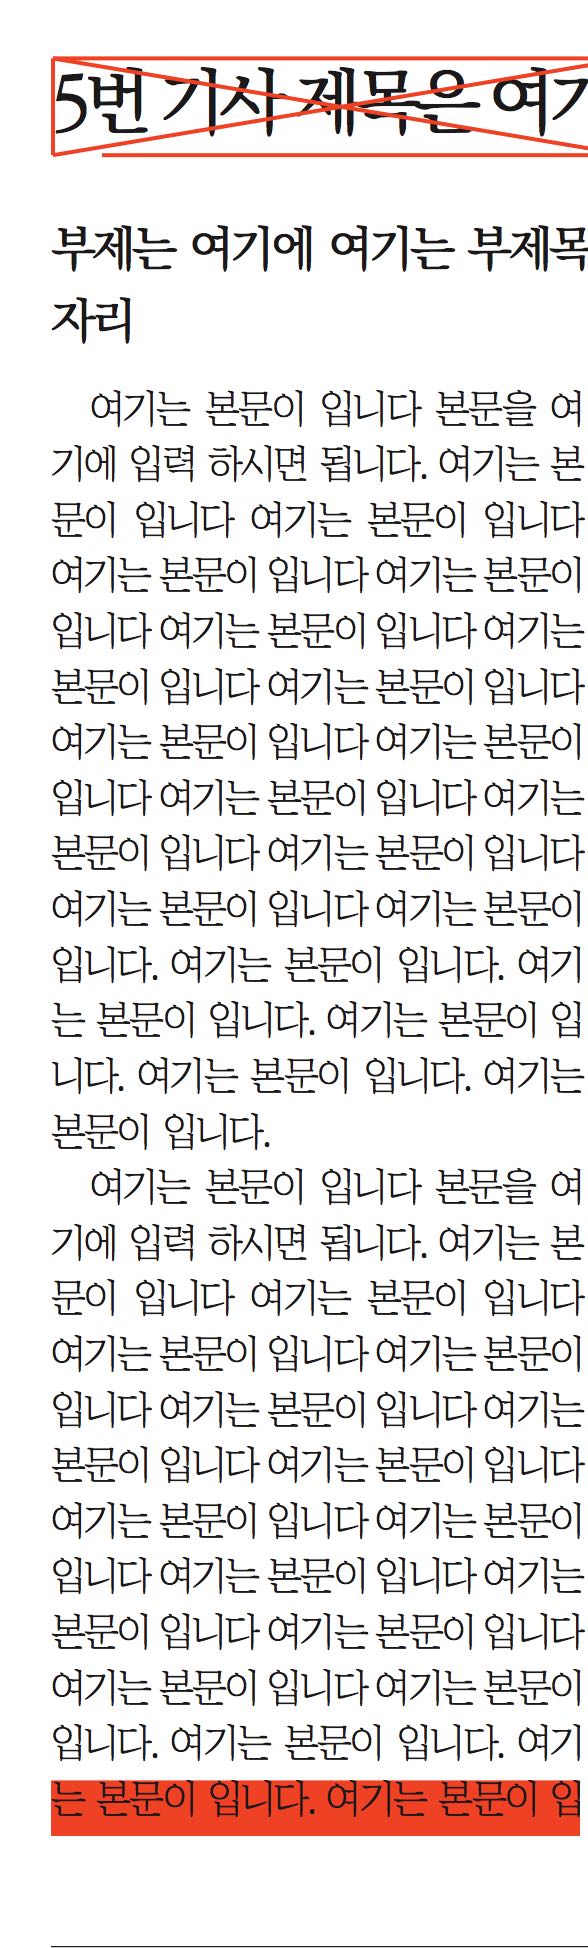 5번 기사 제목은 여기
부제는 여기에 여기는 부제목
자리
여기는 본문이 입니다 본문을 여
기에 입력 하시면 됩니다. 여기는 본
문이 입니다 여기는 본문이 입니다
여기는 본문이 입니다 여기는 본문이
입니다 여기는 본문이 입니다 여기는
본문이 입니다 여기는 본문이 입니다
여기는 본문이 입니다 여기는 본문이
입니다 여기는 본문이 입니다 여기는
본문이 입니다 여기는 본문이 입니다
여기는 본문이 입니다 여기는 본문이
입니다. 여기는 본문이 입니다. 여기
는 본문이 입니다. 여기는 본문이 입
니다. 여기는 본문이 입니다. 여기는
본문이 입니다.
여기는 본문이 입니다 본문을 여
기에 입력 하시면 됩니다. 여기는 본
문이 입니다 여기는 본문이 입니다
여기는 본문이 입니다 여기는 본문이
입니다 여기는 본문이 입니다 여기는
본문이 입니다 여기는 본문이 입니다
여기는 본문이 입니다 여기는 본문이
입니다 여기는 본문이 입니다 여기는
본문이 입니다 여기는 본문이 입니다
여기는 본문이 입니다 여기는 본문이
입니다. 여기는 본문이 입니다. 여기
는 본문이 입니다. 여기는 본문이 입